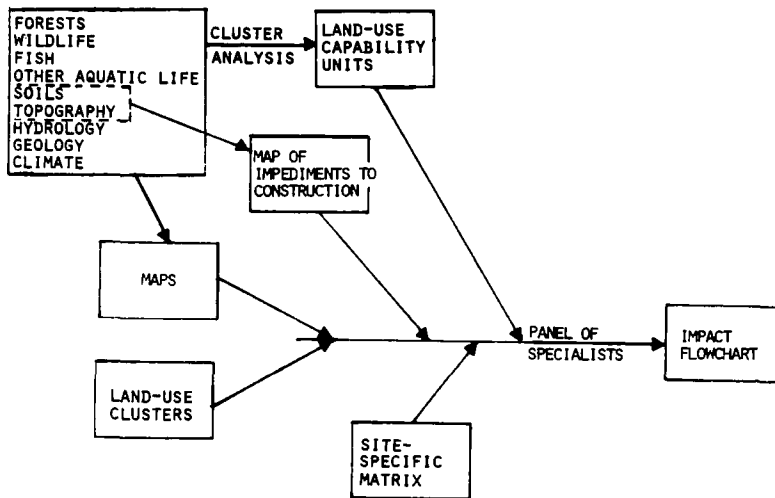 FORESTS
WILDLIFE
FISH
OTHER AQUATIC LIFE
SOILS
TOPOGRAPHY
HYDROLOGY
GEOLOGY
CLIMATE
CLUSTER
ANALYSIS
LAND-USE
CAPABILITY
UNITS
MAP OF
IMPEDIMENTS TO
CONSTRUCTION
MAPS
LAND-USE
CLUSTERS
SITE-
SPECIFIC
MATRIX
PANEL OF
SPECIALISTS
IMPACT
FLOWCHART